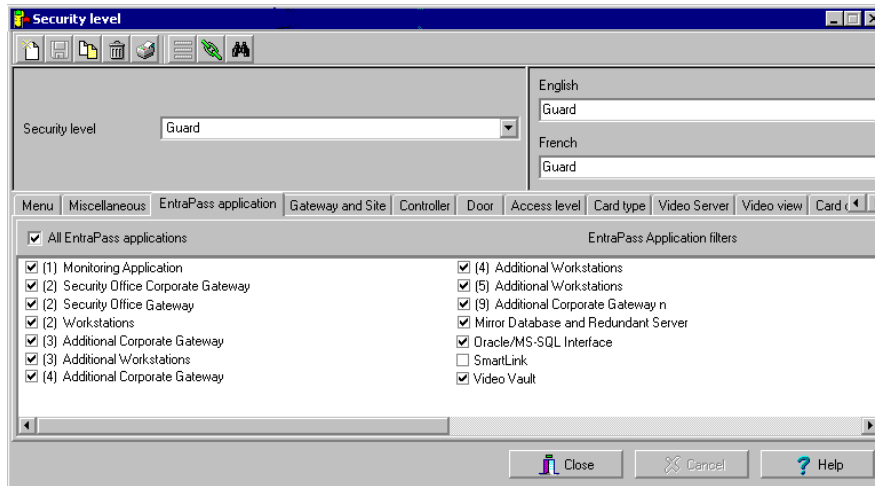 Security level
English
Guard
Security level
Guard
French
Guard
Menu
Miscellaneous
EntraPass application
Gateway and Site
Controller
Door
Access level
Card type
Video Server
Video view
Card
All EntraPass applications
EntraPass Application filters
(1) Monitoring Application
(2) Security Office Corporate Gateway
(2) Security Office Gateway
(2) Workstations
(3) Additional Corporate Gateway
(3) Additional Workstations
(4) Additional Corporate Gateway
(4) Additional Workstations
(5) Additional Workstations
(9) Additional Corporate Gateway n
Mirror Database and Redundant Server
Oracle/MS-SQL Interface
SmartLink
Video Vault
Close
Cancel
Help